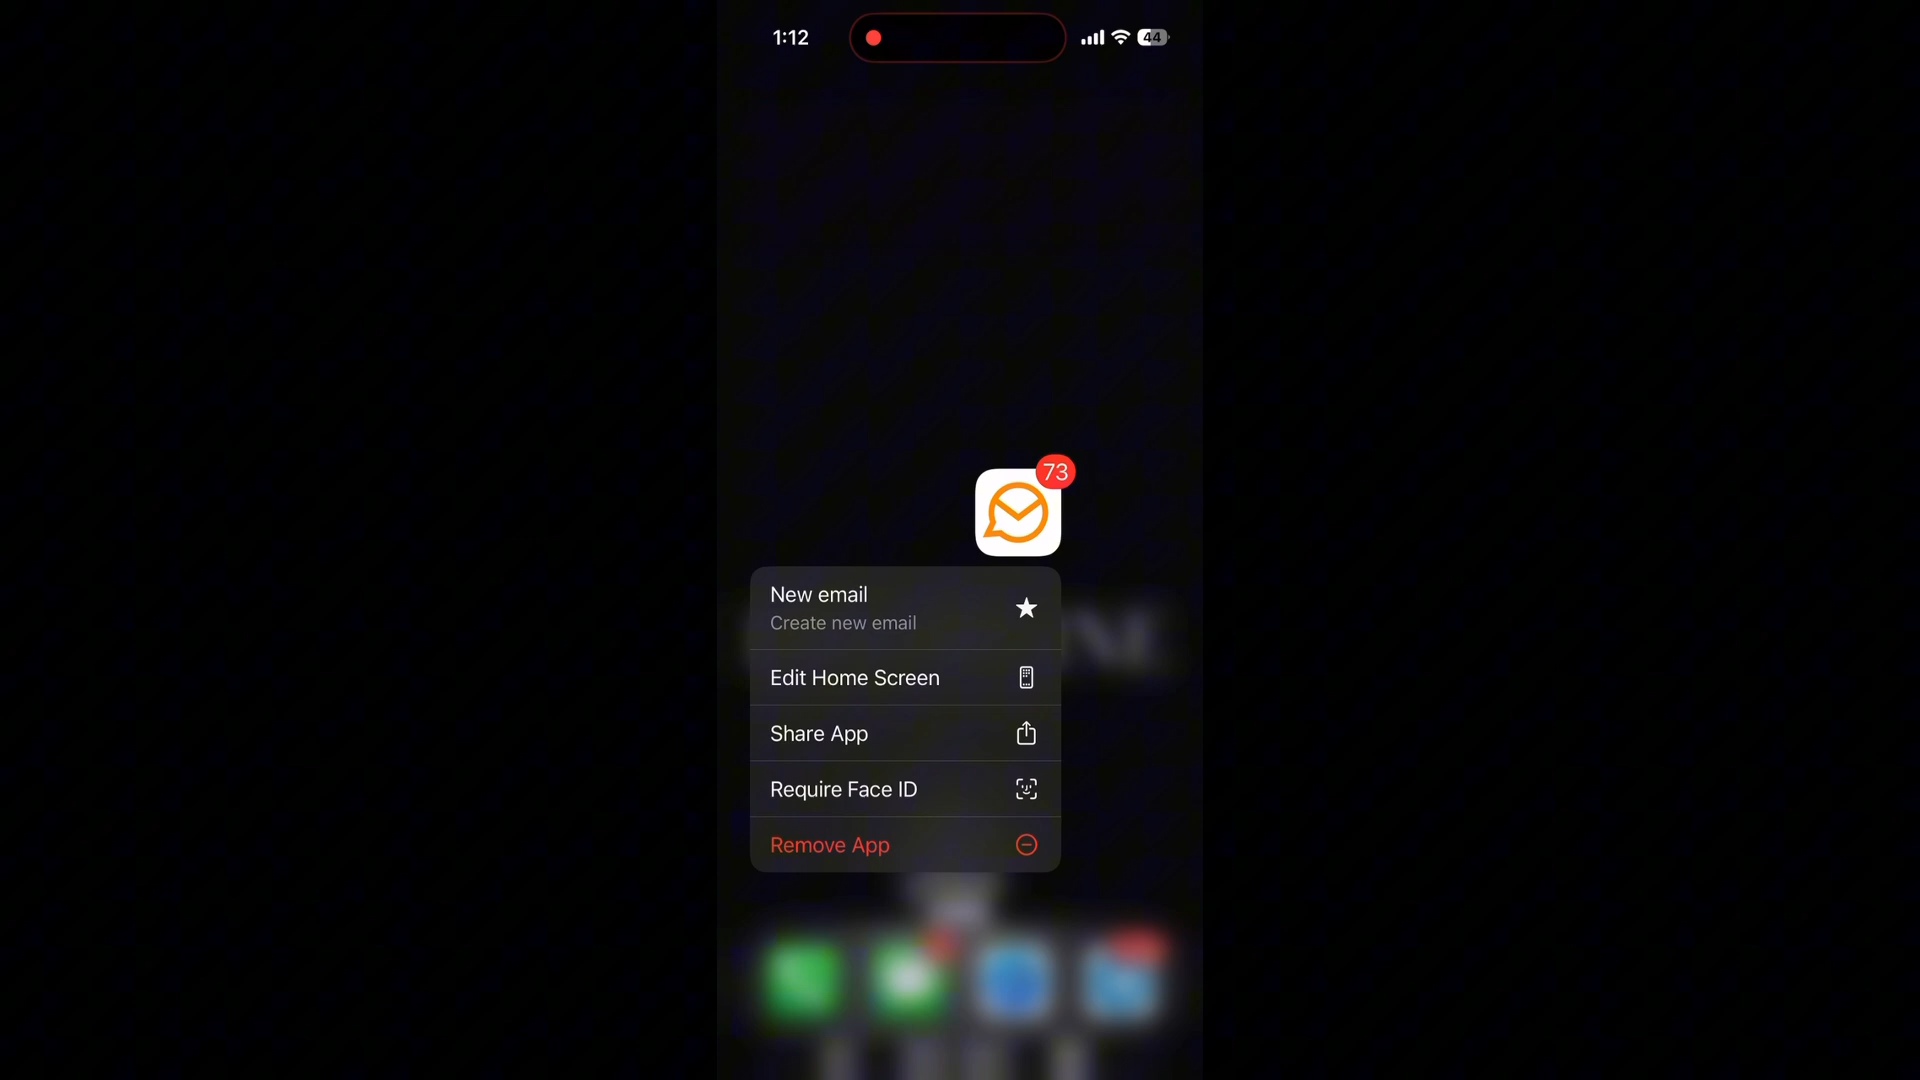 1:12
44
73
New email
Create new email
Edit Home Screen
Share App
Require Face ID
Remove App